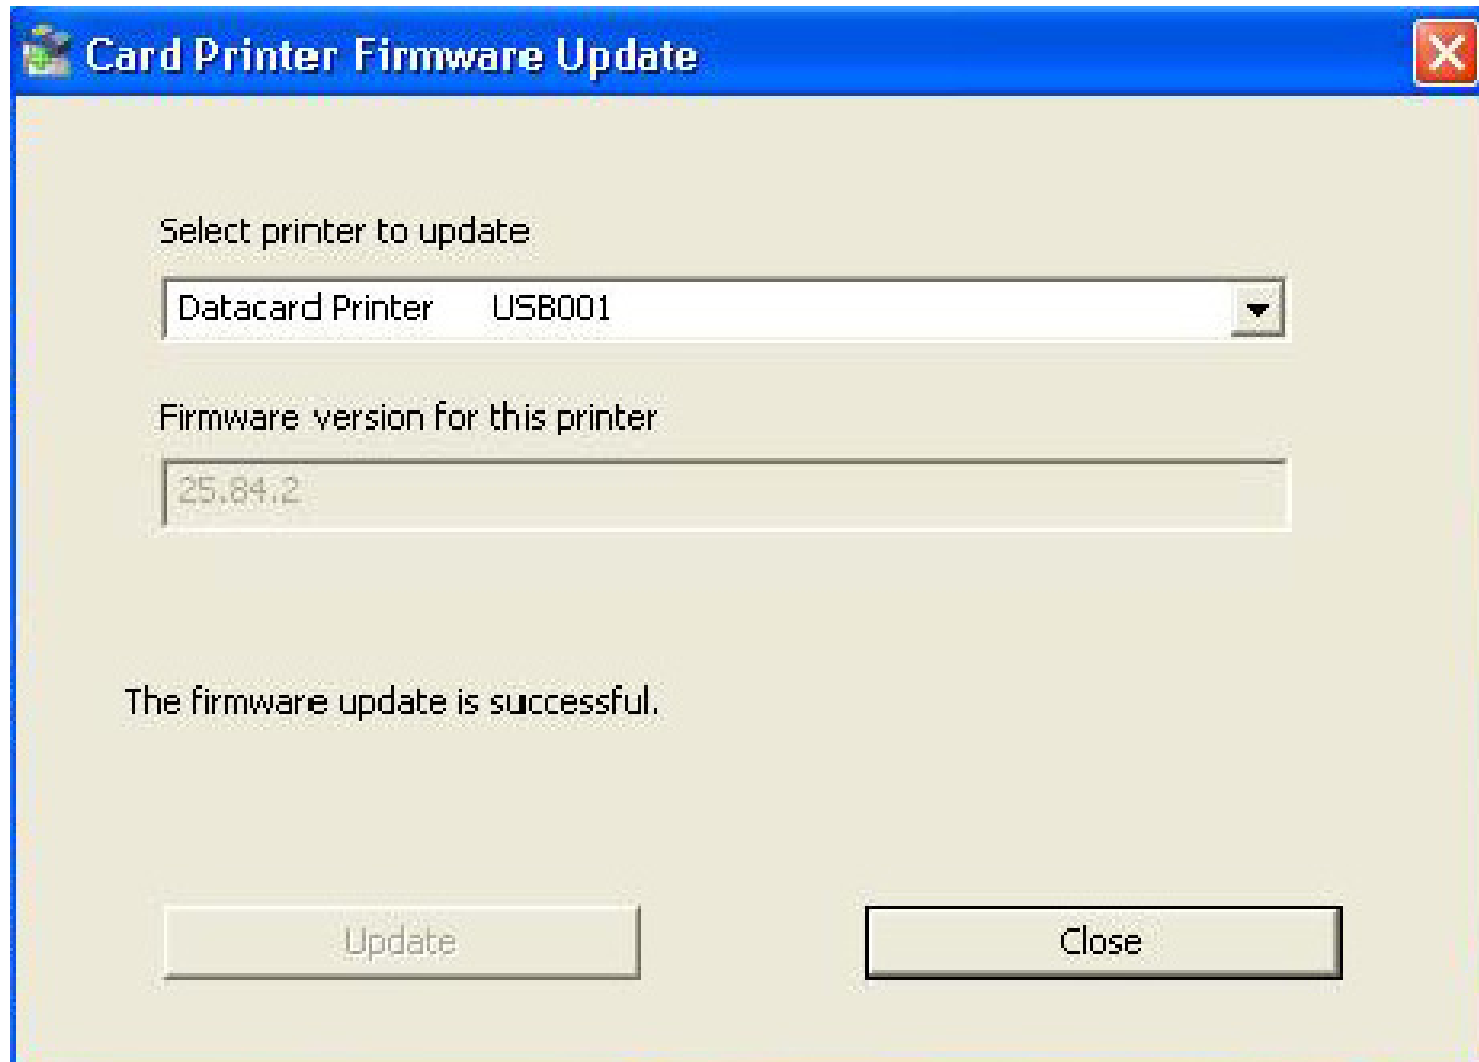 Card Printer Firmware Update
Select printer to update
Datacard Printer USB001
Firmware version for this printer
25.84.2
The firmware update is successful.
Update Close